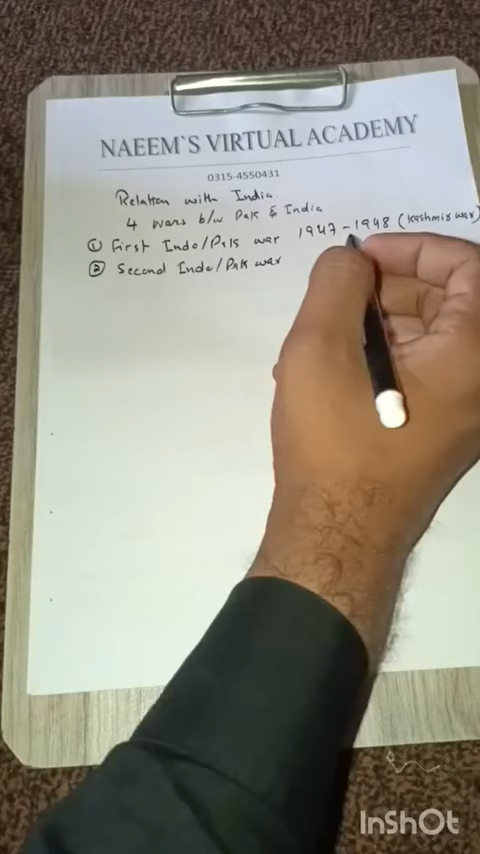 NAEEM`S VIRTUAL ACADEMY
0315-4550431
Relation with India.
4 wars b/w Pak & India
① First Indo/Pak war 1947-1948 (Kashmir war)
② Second Indo/Pak war
InShOt